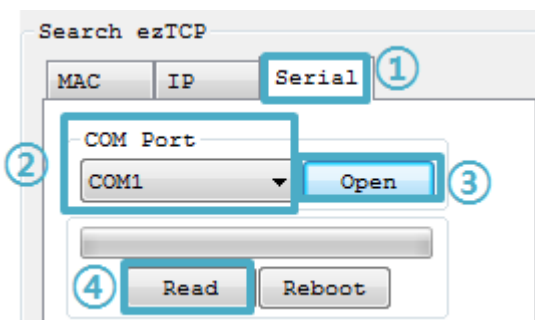 Search ezTCP
MAC IP Serial ①
COM Port
② COM1 Open ③
④ Read Reboot